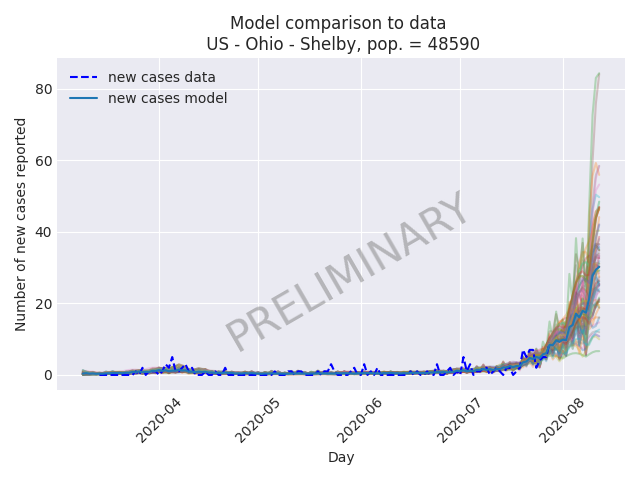 Model comparison to data
US - Ohio - Shelby, pop. = 48590
new cases data
new cases model
Number of new cases reported
80
60
40
20
0
PRELIMINARY
2020-04
2020-05
2020-06
2020-07
2020-08
Day